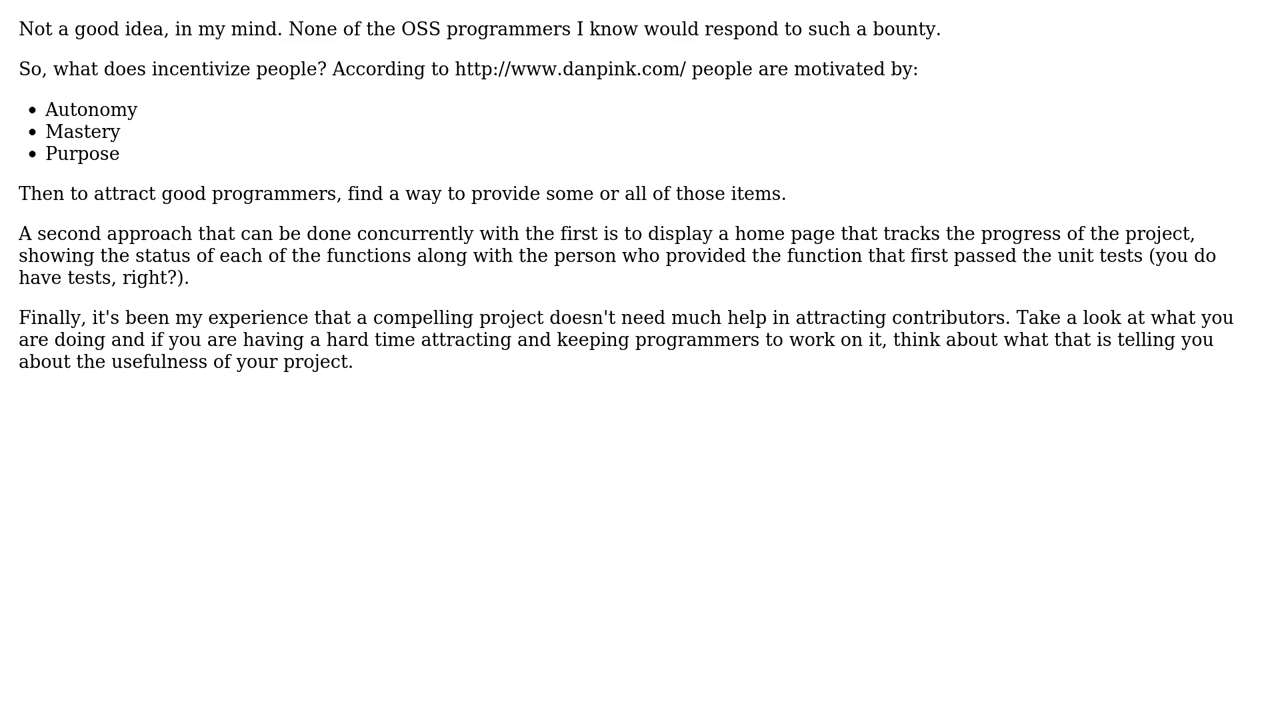 Not a good idea, in my mind. None of the OSS programmers I know would respond to such a bounty.
So, what does incentivize people? According to http://www.danpink.com/ people are motivated by:
• Autonomy
• Mastery
• Purpose
Then to attract good programmers, find a way to provide some or all of those items.
A second approach that can be done concurrently with the first is to display a home page that tracks the progress of the project,
showing the status of each of the functions along with the person who provided the function that first passed the unit tests (you do
have tests, right?).
Finally, it's been my experience that a compelling project doesn't need much help in attracting contributors. Take a look at what you
are doing and if you are having a hard time attracting and keeping programmers to work on it, think about what that is telling you
about the usefulness of your project.